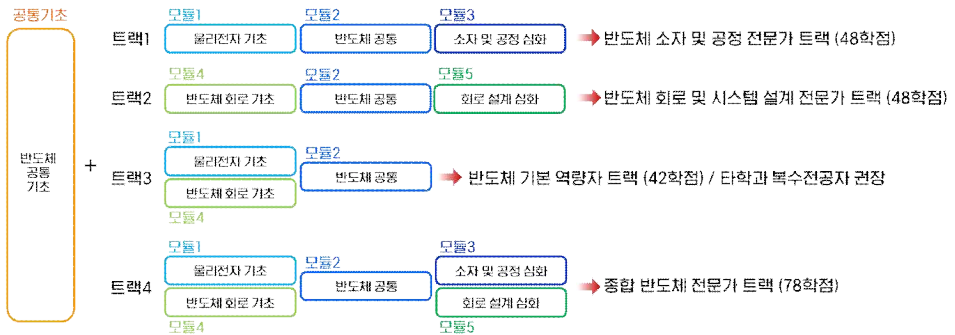 공통기초
반도체
공통
기초
+
트랙1
모듈1
물리전자 기초
모듈2
반도체 공통
모듈3
소자 및 공정 심화
반도체 소자 및 공정 전문가 트랙 (48학점)
트랙2
모듈4
반도체 회로 기초
모듈2
반도체 공통
모듈5
회로 설계 심화
반도체 회로 및 시스템 설계 전문가 트랙 (48학점)
트랙3
모듈1
물리전자 기초
반도체 회로 기초
모듈4
모듈2
반도체 공통
반도체 기본 역량자 트랙 (42학점) / 타학과 복수전공자 권장
트랙4
모듈1
물리전자 기초
반도체 회로 기초
모듈4
모듈2
반도체 공통
모듈3
소자 및 공정 심화
회로 설계 심화
모듈5
종합 반도체 전문가 트랙 (78학점)